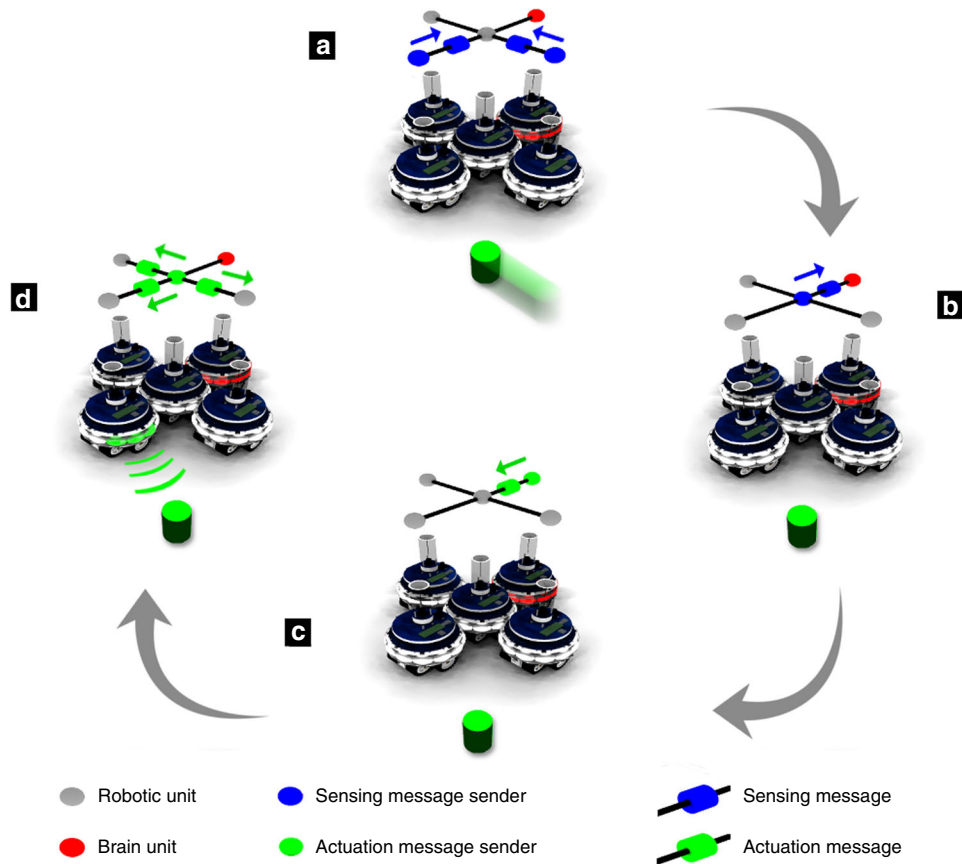 a
d
b
c
Robotic unit
Sensing message sender
Sensing message
Brain unit
Actuation message sender
Actuation message